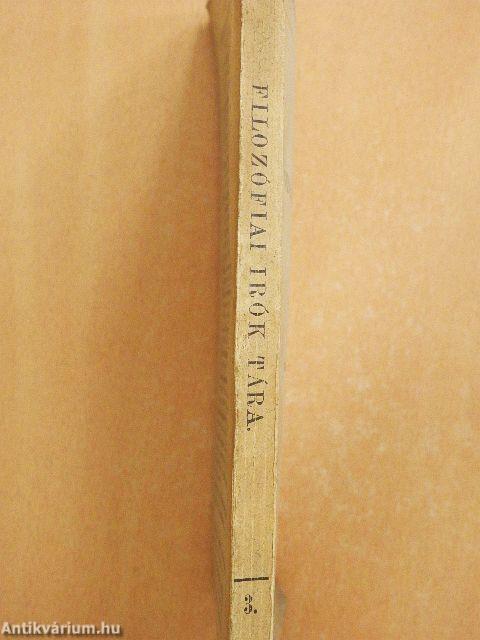 FILOZÓFIAI IRÓK TÁRA.
3.
Antikvárium.hu